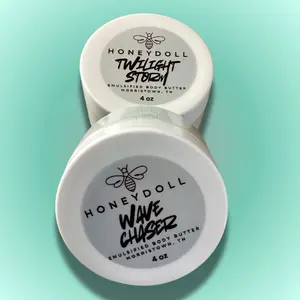 HONEYDOLL
TWILIGHT
STORM
EMULSIFIED BODY BUTTER
MORRISTOWN, TN
4 oz
HONEYDOLL
WAVE
CHASER
EMULSIFIED BODY BUTTER
MORRISTOWN, TN
4 oz